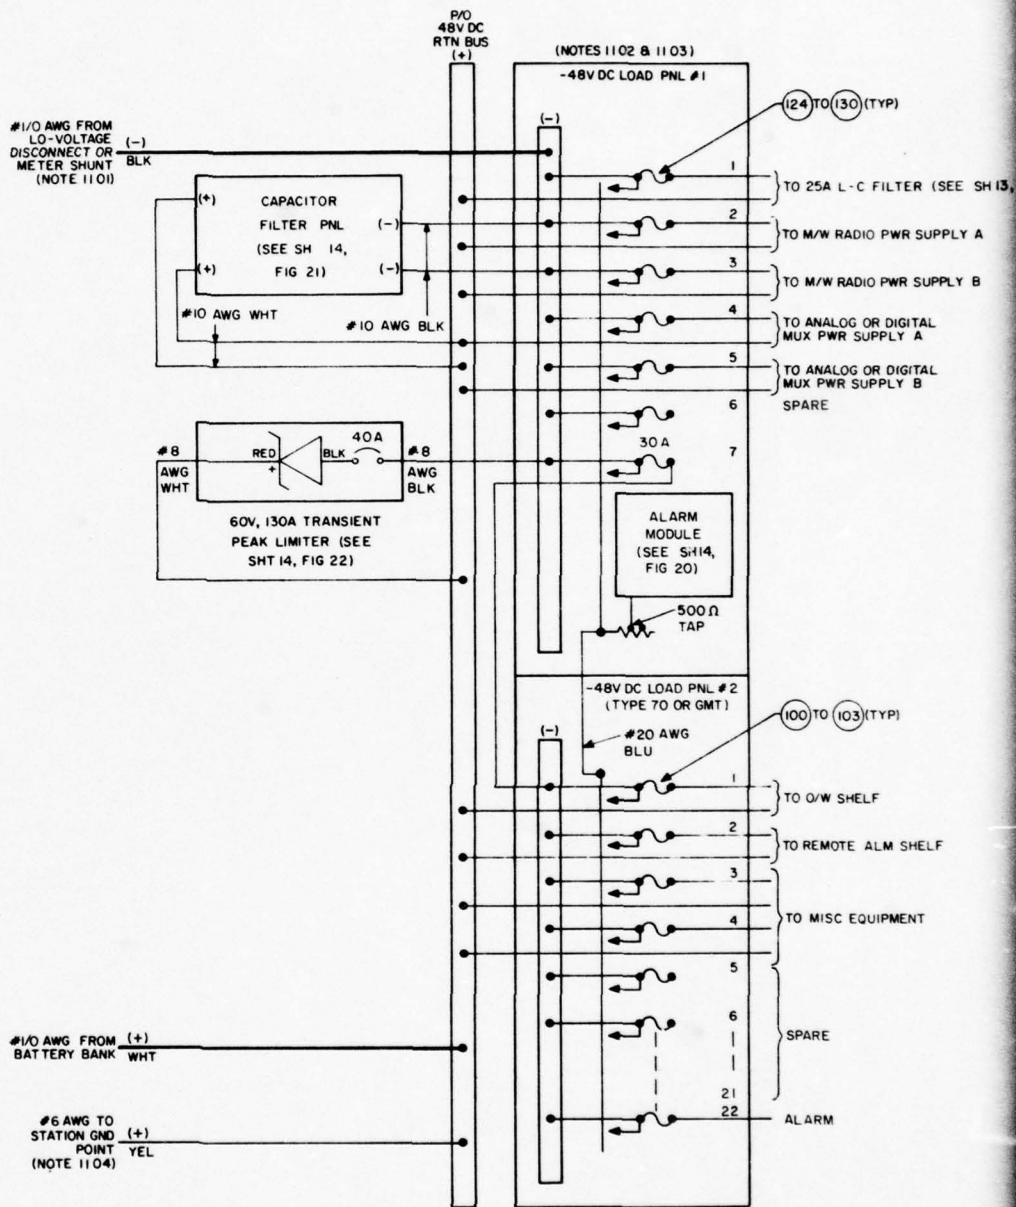 P/O
48V DC
RTN BUS
(+)
(NOTES 1102 & 1103)
-48V DC LOAD PNL #1
(-)
124 TO 130 (TYP)
#1/0 AWG FROM
LO-VOLTAGE
DISCONNECT OR
METER SHUNT
(NOTE 1101)
(-)
BLK
1
TO 25A L-C FILTER (SEE SH 13,
(+)
CAPACITOR
FILTER PNL
(SEE SH 14,
FIG 21)
(-)
(+)
(-)
2
TO M/W RADIO PWR SUPPLY A
3
TO M/W RADIO PWR SUPPLY B
#10 AWG WHT
#10 AWG BLK
4
TO ANALOG OR DIGITAL
MUX PWR SUPPLY A
5
TO ANALOG OR DIGITAL
MUX PWR SUPPLY B
6
SPARE
30A
7
#8
AWG
WHT
RED
+
BLK
40A
#8
AWG
BLK
60V, 130A TRANSIENT
PEAK LIMITER (SEE
SHT 14, FIG 22)
ALARM
MODULE
(SEE SH14,
FIG 20)
500Ω
TAP
-48V DC LOAD PNL #2
(TYPE 70 OR GMT)
(-)
#20 AWG
BLU
100 TO 103 (TYP)
1
TO O/W SHELF
2
TO REMOTE ALM SHELF
3
4
TO MISC EQUIPMENT
5
6
SPARE
21
22
ALARM
#1/0 AWG FROM
BATTERY BANK
(+)
WHT
#6 AWG TO
STATION GND
POINT
(NOTE 1104)
(+)
YEL